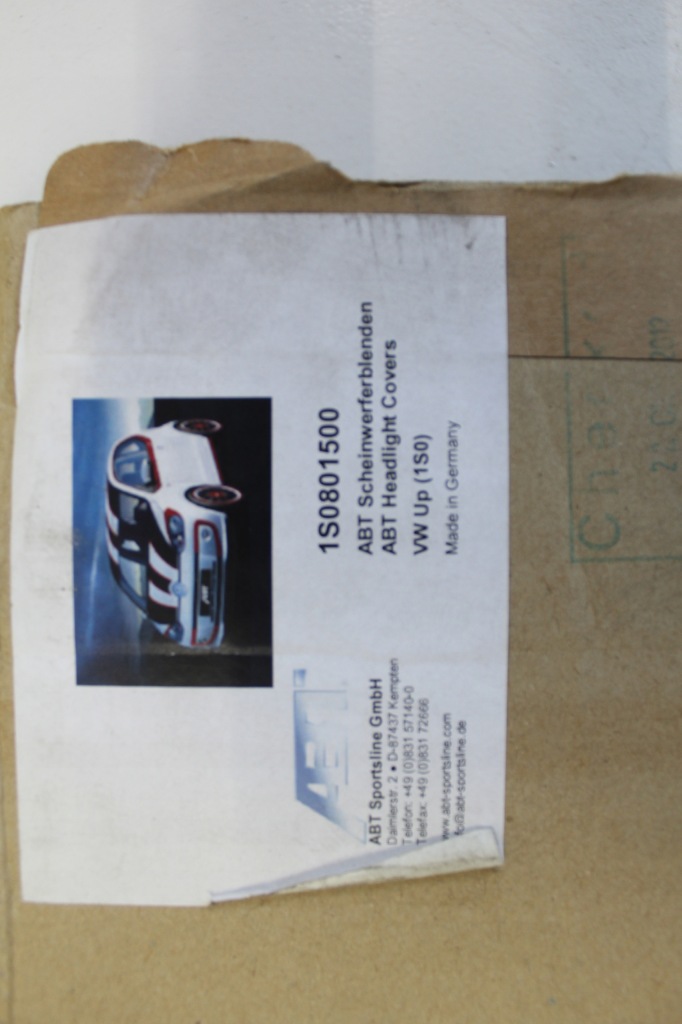 ABT
ABT Sportsline GmbH
Daimlerstr. 2 • D-87437 Kempten
Telefon: +49 (0)831 57140-0
Telefax: +49 (0)831 72666
www.abt-sportsline.com
fo@abt-sportsline.de
1S0801500
ABT Scheinwerferblenden
ABT Headlight Covers
VW Up (1S0)
Made in Germany